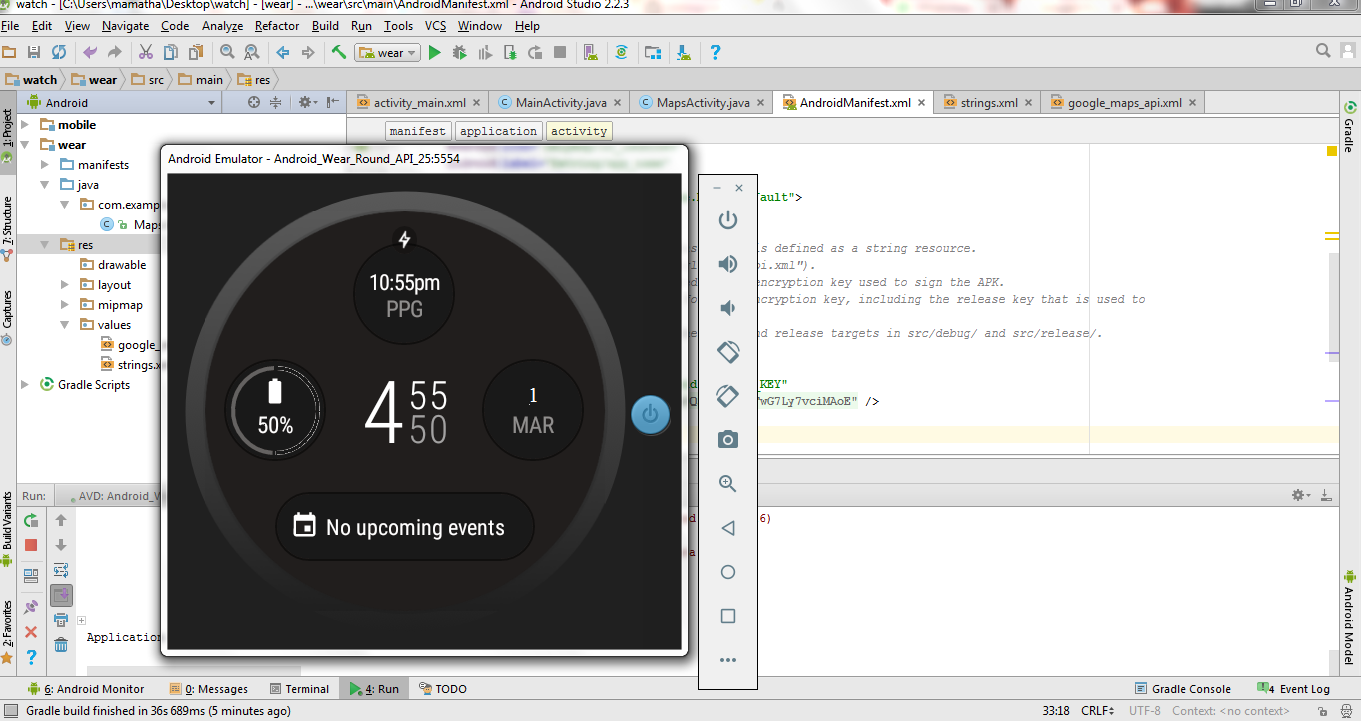 watch - [C:\Users\mamatha\Desktop\watch] - [wear] - ...\wear\src\main\AndroidManifest.xml - Android Studio 2.2.3
File Edit View Navigate Code Analyze Refactor Build Run Tools VCS Window Help
wear
watch wear src main res
Android
activity_main.xml MainActivity.java MapsActivity.java AndroidManifest.xml strings.xml google_maps_api.xml
1: Project
7: Structure
Captures
Build Variants
2: Favorites
mobile
wear
manifests
java
com.examp
Maps
res
drawable
layout
mipmap
values
google_
strings.x
Gradle Scripts
manifest application activity
Android Emulator - Android_Wear_Round_API_25:5554
10:55pm
PPG
50%
4 55
50
1
MAR
No upcoming events
ault">
s defined as a string resource.
pi.xml").
encryption key used to sign the APK.
cryption key, including the release key that is used to
nd release targets in src/debug/ and src/release/.
KEY"
wG7Ly7vciMAoE" />
Gradle
Android Model
Run: AVD: Android_W
6)
Application
6: Android Monitor 0: Messages Terminal 4: Run TODO
Gradle Console 4 Event Log
Gradle build finished in 36s 689ms (5 minutes ago)
33:18 CRLF UTF-8 Context: <no context>